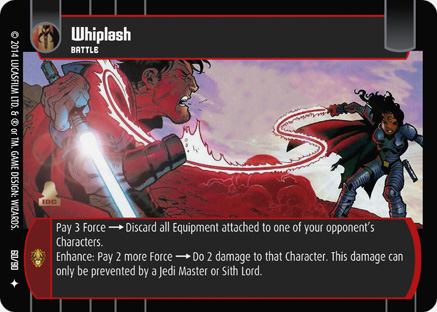 Whiplash
BATTLE
© 2014 LUCASFILM LTD. & ® or TM. GAME DESIGN: WIZARDS.
IDC
Pay 3 Force → Discard all Equipment attached to one of your opponent's
Characters.
Enhance: Pay 2 more Force → Do 2 damage to that Character. This damage can
only be prevented by a Jedi Master or Sith Lord.